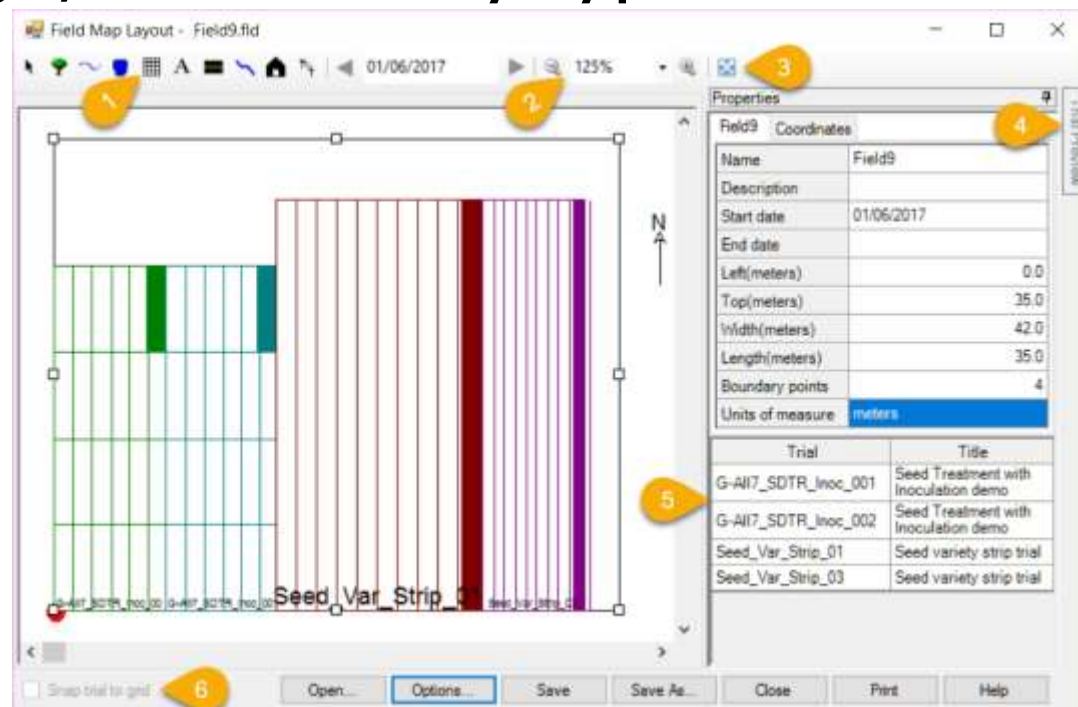 Field Map Layout - Field9.fld
A 01/06/2017 125%
1
2
3
4
5
6
Properties
Field9 Coordinates
Name Field9
Description
Start date 01/06/2017
End date
Left(meters) 0.0
Top(meters) 35.0
Width(meters) 42.0
Length(meters) 35.0
Boundary points 4
Units of measure meters
Trial Title
G-All7_SDTR_Inoc_001 Seed Treatment with Inoculation demo
G-All7_SDTR_Inoc_002 Seed Treatment with Inoculation demo
Seed_Var_Strip_01 Seed variety strip trial
Seed_Var_Strip_03 Seed variety strip trial
N
Seed_Var_Strip_01
Snap trial to grid
Open... Options... Save Save As... Close Print Help